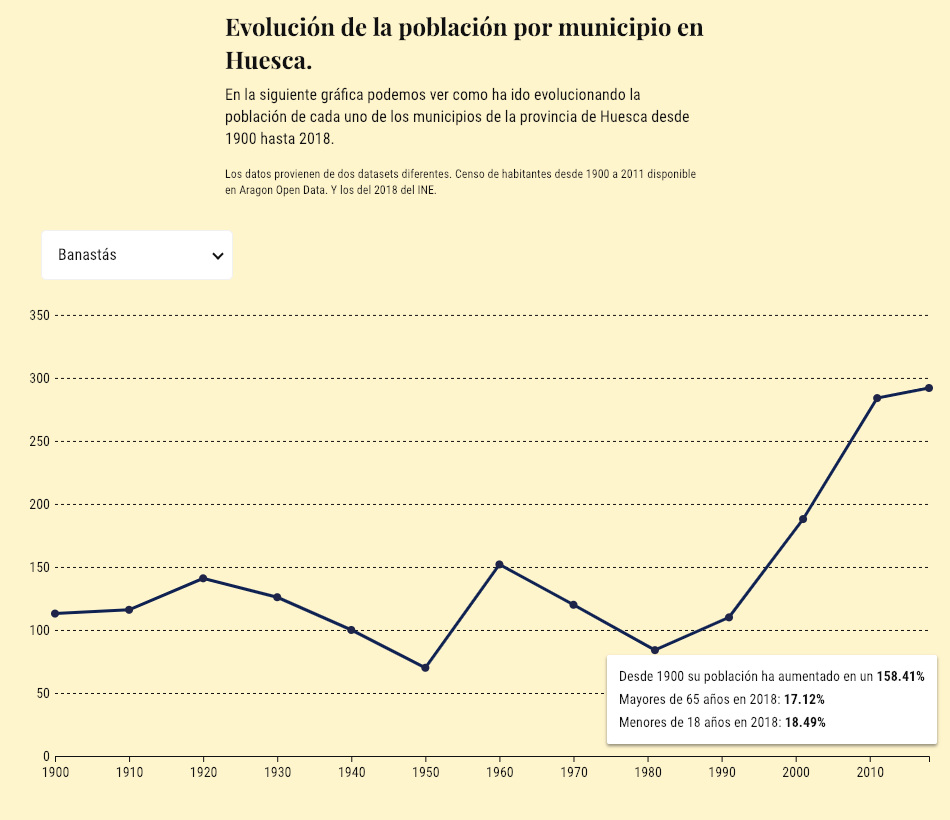 Evolución de la población por municipio en
Huesca.
En la siguiente gráfica podemos ver como ha ido evolucionando la
población de cada uno de los municipios de la provincia de Huesca desde
1900 hasta 2018.
Los datos provienen de dos datasets diferentes. Censo de habitantes desde 1900 a 2011 disponible
en Aragon Open Data. Y los del 2018 del INE.
Banastás
350
300
250
200
150
100
50
0
Desde 1900 su población ha aumentado en un 158.41%
Mayores de 65 años en 2018: 17.12%
Menores de 18 años en 2018: 18.49%
1900 1910 1920 1930 1940 1950 1960 1970 1980 1990 2000 2010